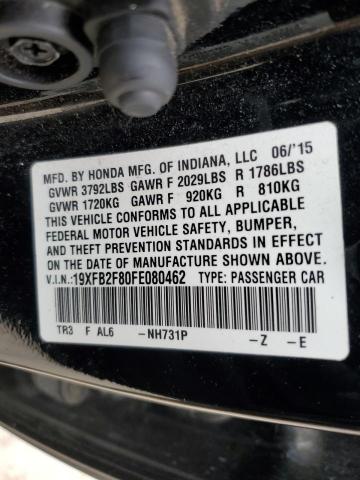 MFD. BY HONDA MFG. OF INDIANA, LLC 06/'15
GVWR 3792LBS GAWR F 2029LBS R 1786LBS
GVWR 1720KG GAWR F 920KG R 810KG
THIS VEHICLE CONFORMS TO ALL APPLICABLE
FEDERAL MOTOR VEHICLE SAFETY, BUMPER,
AND THEFT PREVENTION STANDARDS IN EFFECT
ON THE DATE OF MANUFACTURE SHOWN ABOVE.
V.I.N.:19XFB2F80FE080462 TYPE: PASSENGER CAR
TR3 F AL6 -NH731P -Z -E